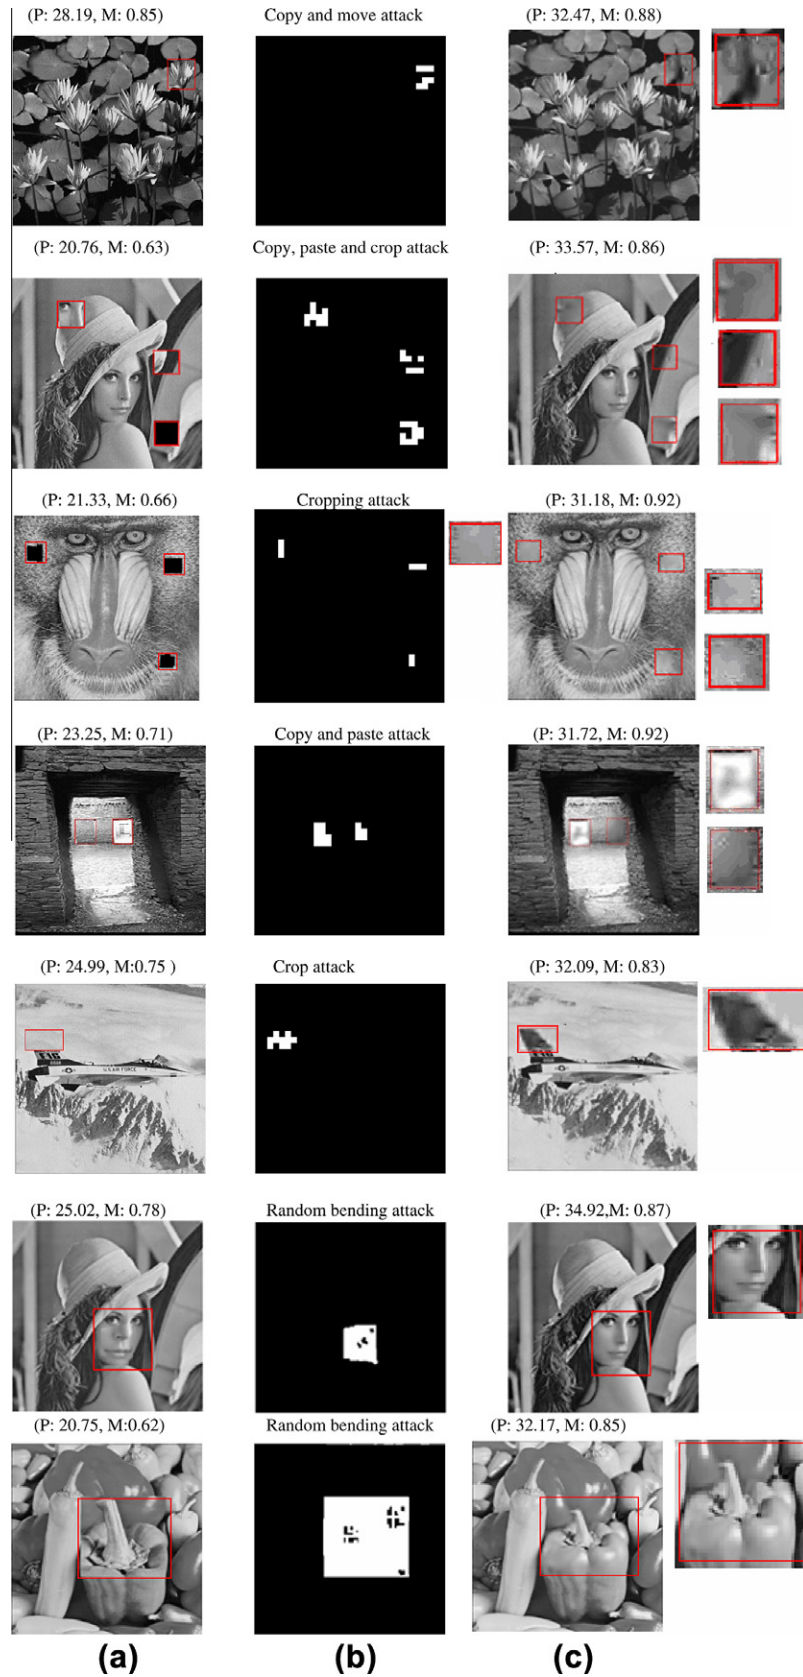 (P: 28.19, M: 0.85) Copy and move attack (P: 32.47, M: 0.88)
(P: 20.76, M: 0.63) Copy, paste and crop attack (P: 33.57, M: 0.86)
(P: 21.33, M: 0.66) Cropping attack (P: 31.18, M: 0.92)
(P: 23.25, M: 0.71) Copy and paste attack (P: 31.72, M: 0.92)
(P: 24.99, M:0.75 ) Crop attack (P: 32.09, M: 0.83)
F16
U.S. AIR FORCE
(P: 25.02, M: 0.78) Random bending attack (P: 34.92,M: 0.87)
(P: 20.75, M:0.62) Random bending attack (P: 32.17, M: 0.85)
(a) (b) (c)